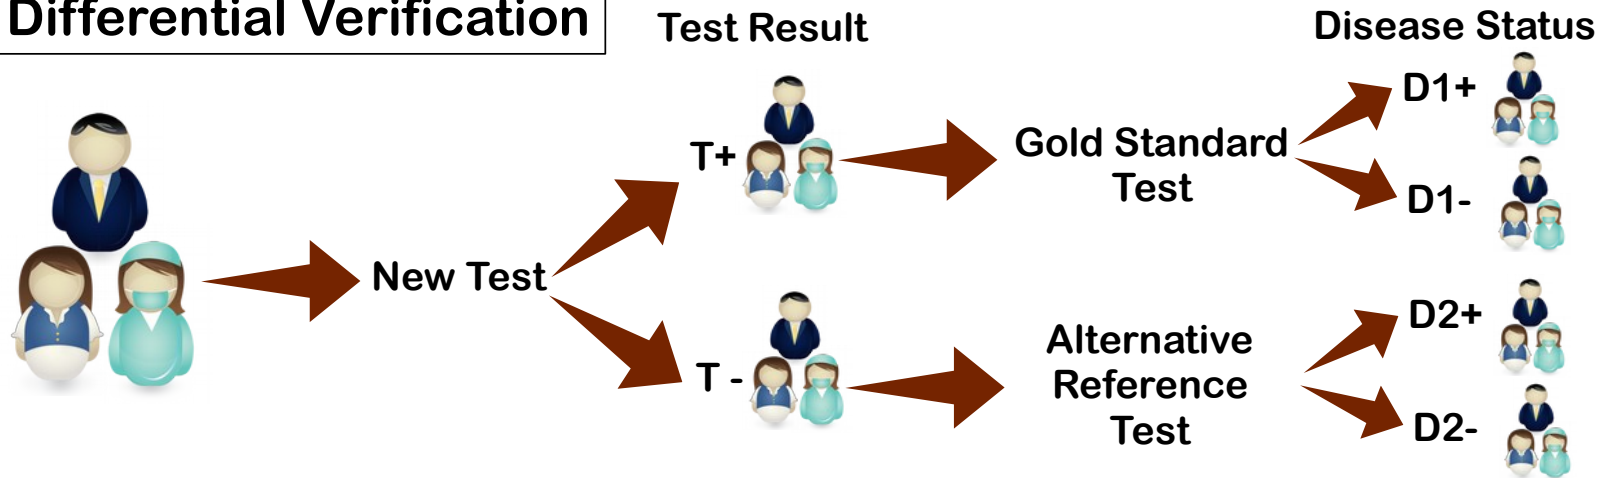 Differential Verification
Test Result
Disease Status
D1+
T+
Gold Standard
Test
D1-
New Test
D2+
T -
Alternative
Reference
Test
D2-